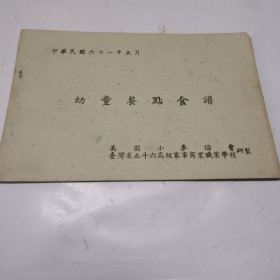 中華民國六十一年五月
幼童餐點食譜
美國小麥協會
臺灣省立斗六高級家事商業職業學校 研製